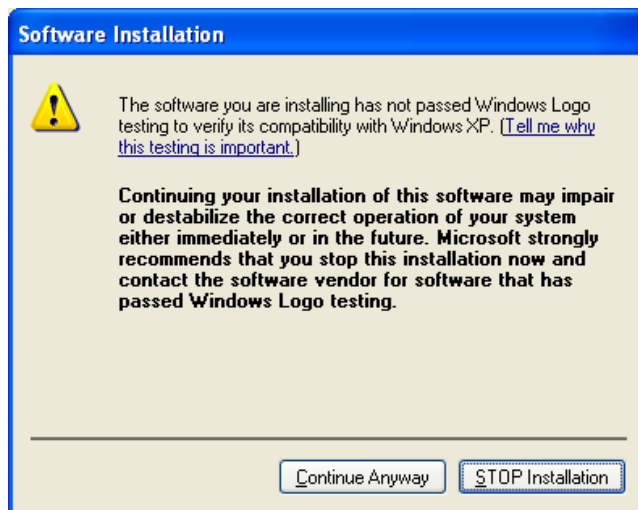 Software Installation
The software you are installing has not passed Windows Logo
testing to verify its compatibility with Windows XP. (Tell me why
this testing is important.)
Continuing your installation of this software may impair
or destabilize the correct operation of your system
either immediately or in the future. Microsoft strongly
recommends that you stop this installation now and
contact the software vendor for software that has
passed Windows Logo testing.
Continue Anyway STOP Installation